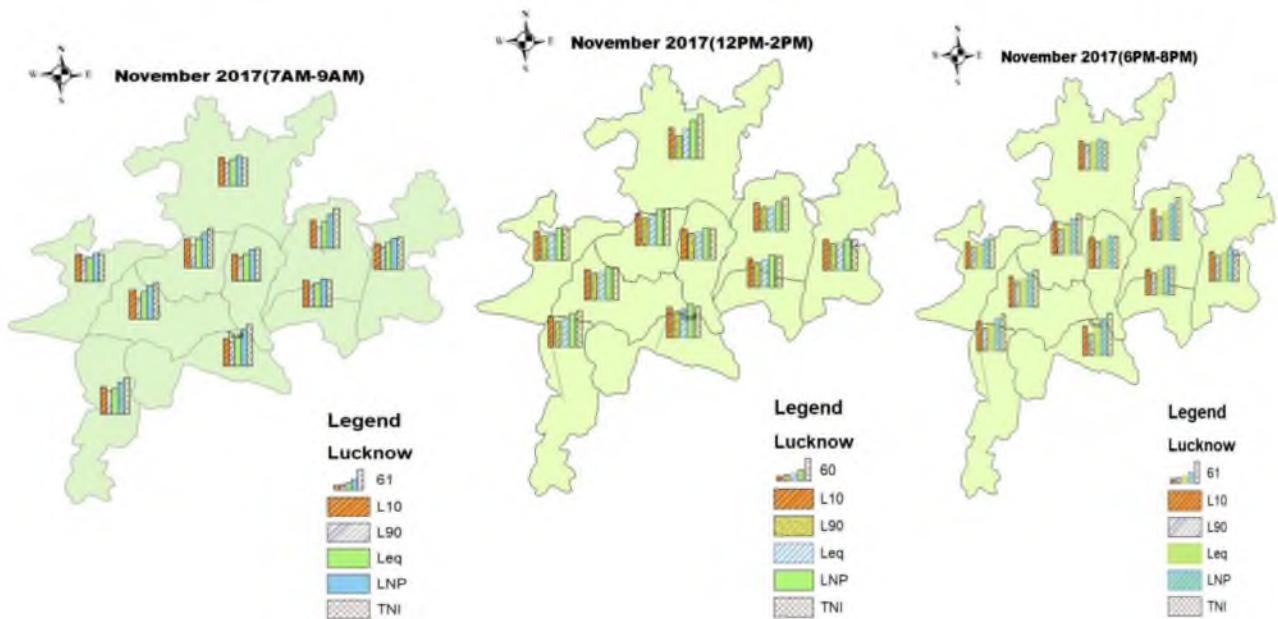 N
W E
S
November 2017(7AM-9AM)
Legend
Lucknow
61
L10
L90
Leq
LNP
TNI
N
W E
S
November 2017(12PM-2PM)
Legend
Lucknow
60
L10
L90
Leq
LNP
TNI
N
W E
S
November 2017(6PM-8PM)
Legend
Lucknow
61
L10
L90
Leq
LNP
TNI